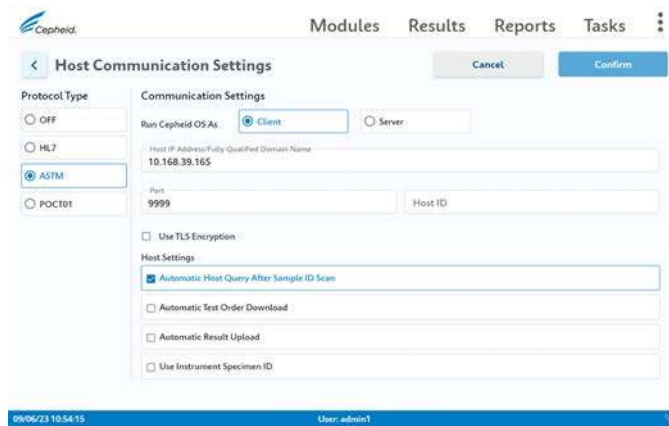 Cepheid.
Modules Results Reports Tasks
Host Communication Settings
Cancel
Confirm
Protocol Type
OFF
HL7
ASTM
POCT01
Communication Settings
Run Cepheid OS As
Client
Server
Host IP Address/Fully Qualified Domain Name
10.168.39.165
Port
9999
Host ID
Use TLS Encryption
Host Settings
Automatic Host Query After Sample ID Scan
Automatic Test Order Download
Automatic Result Upload
Use Instrument Specimen ID
09/06/23 10:54:15
User: admin1